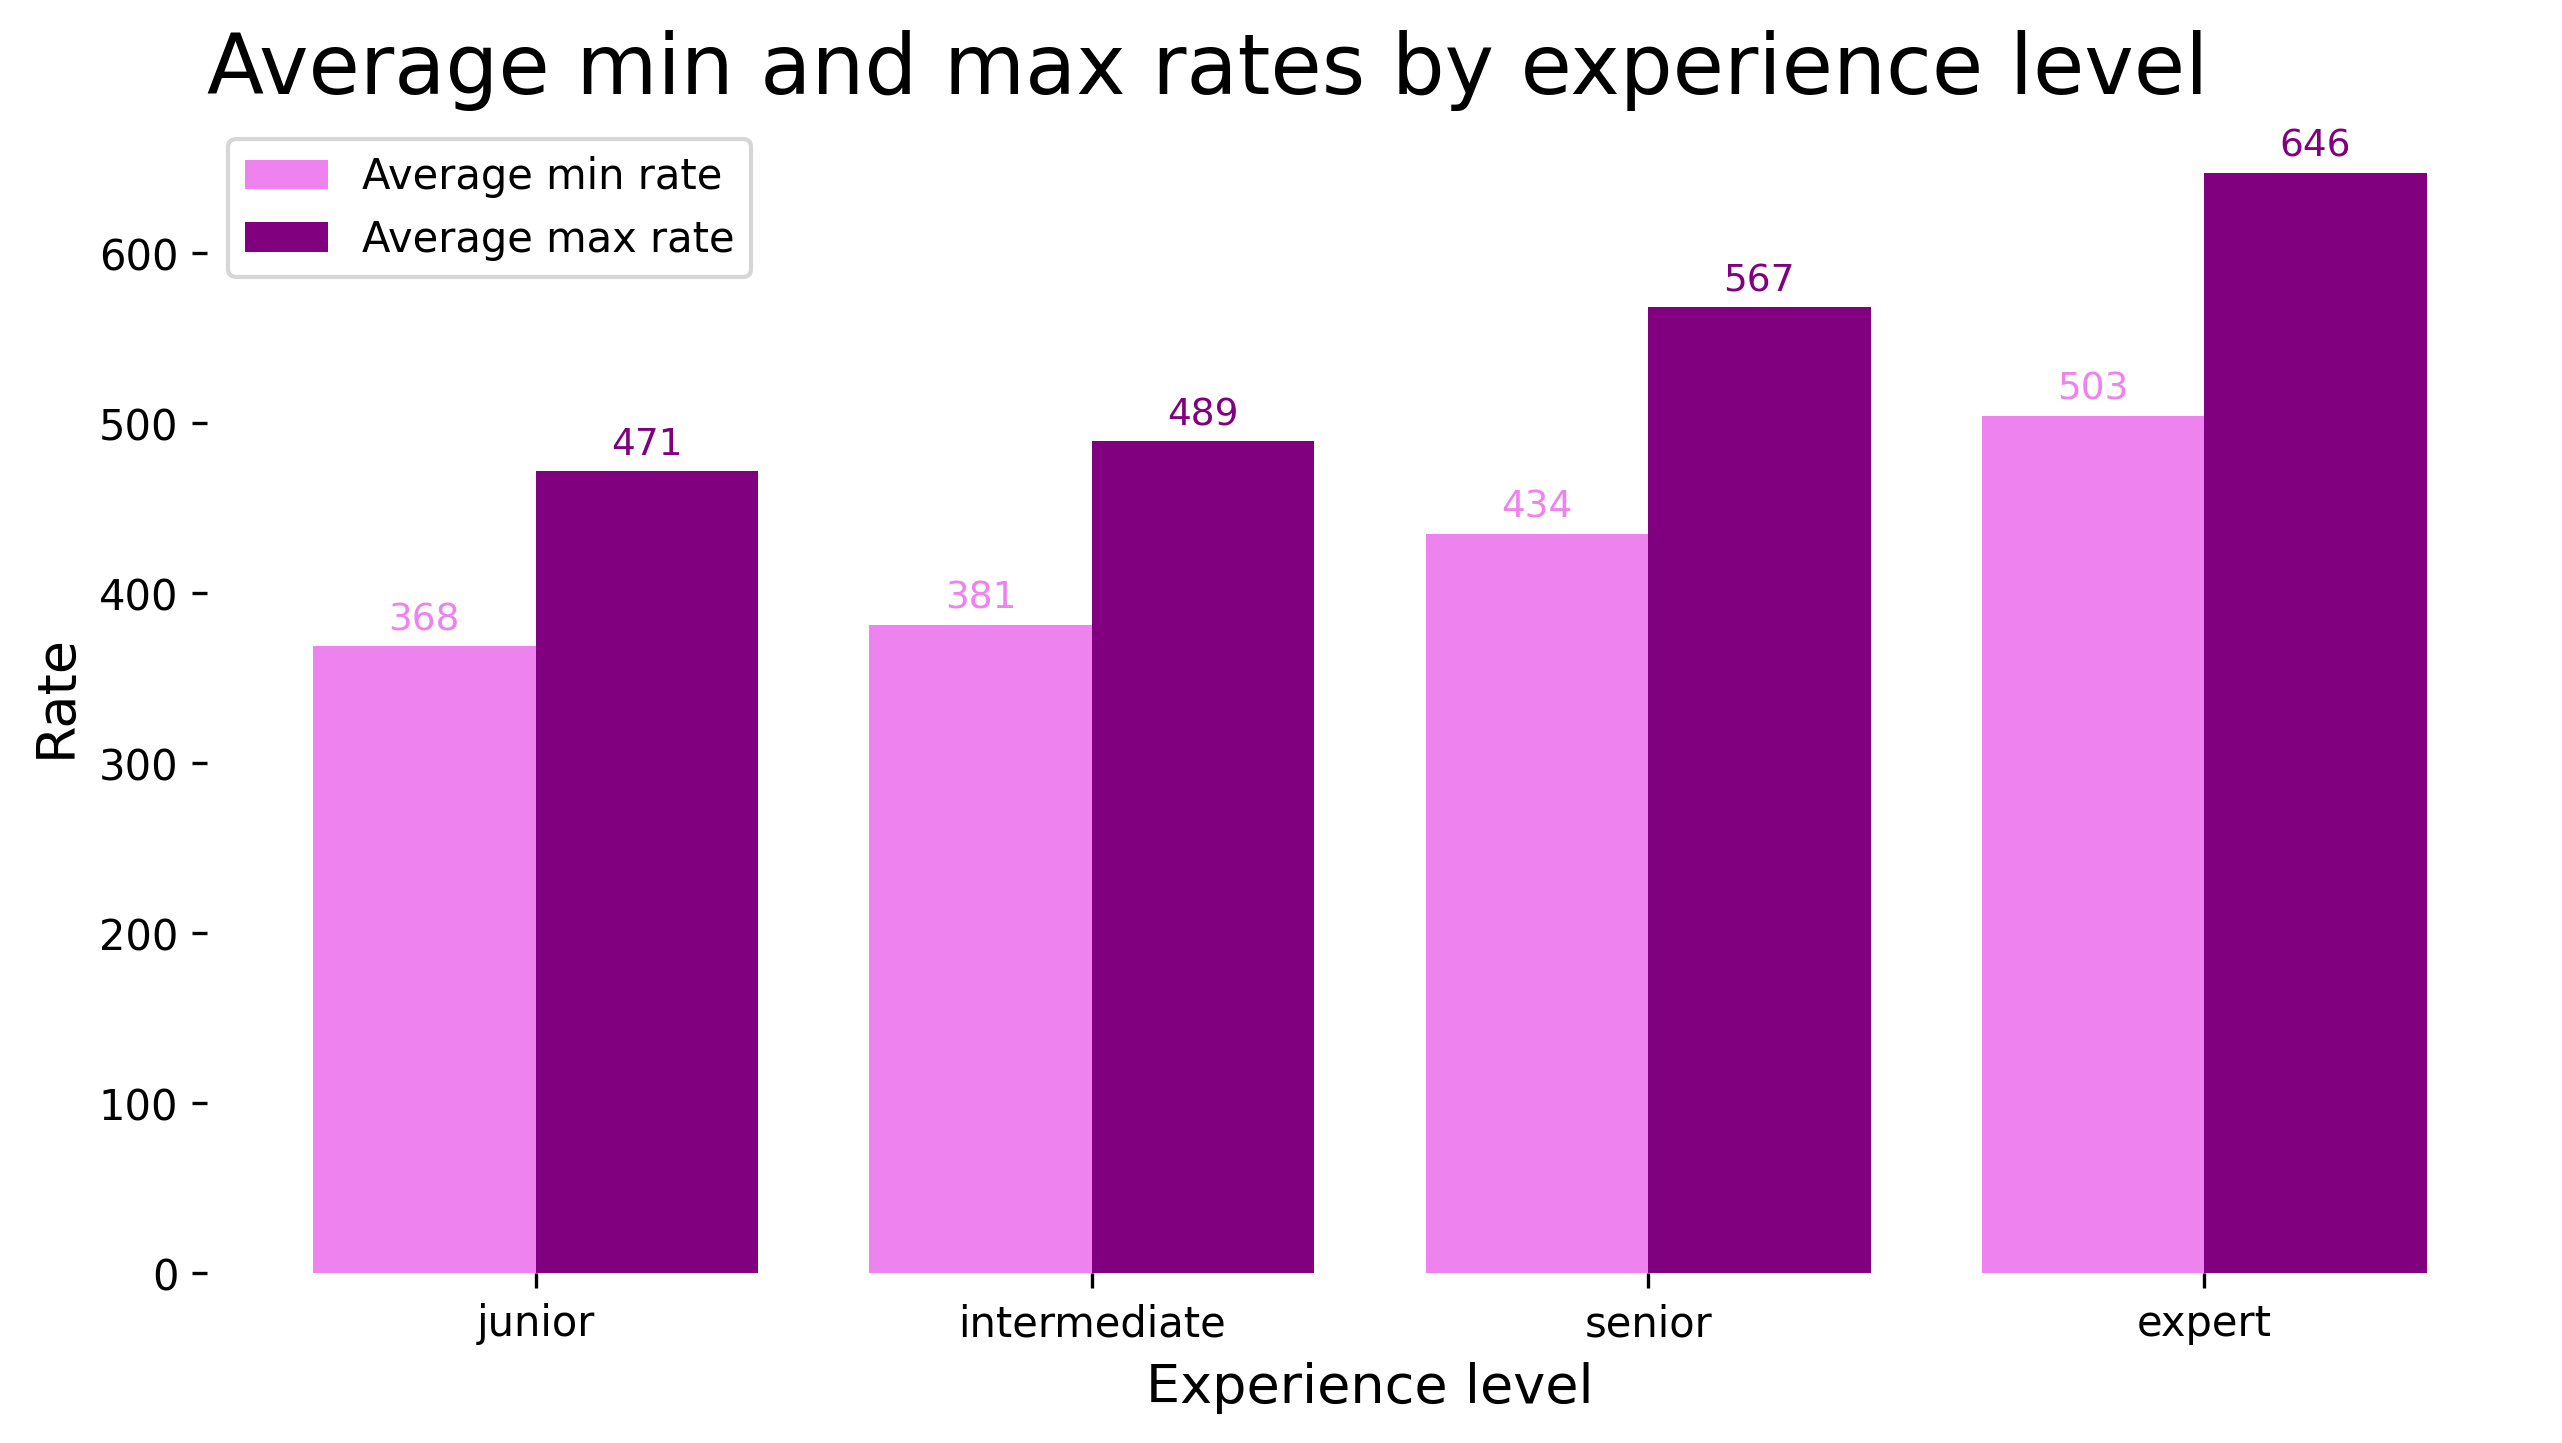 Average min and max rates by experience level
Average min rate
Average max rate
646
600
567
503
500
489
471
434
400
381
368
Rate
300
200
100
0
junior intermediate senior expert
Experience level